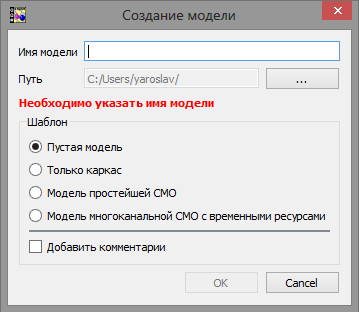 Создание модели
Имя модели
Путь C:/Users/yaroslav/ ...
Необходимо указать имя модели
Шаблон
Пустая модель
Только каркас
Модель простейшей СМО
Модель многоканальной СМО с временными ресурсами
Добавить комментарии
OK Cancel